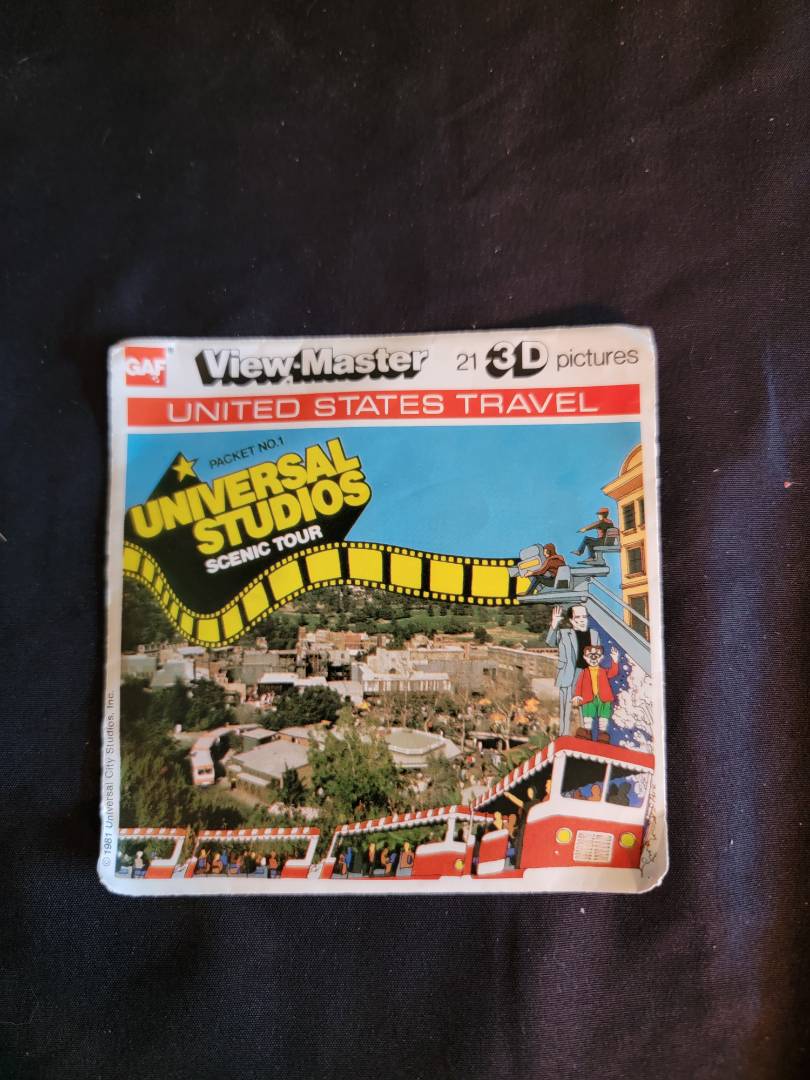 GAF View-Master 21 3D pictures
UNITED STATES TRAVEL
PACKET NO.1
UNIVERSAL
STUDIOS
SCENIC TOUR
© 1981 Universal City Studios, Inc.